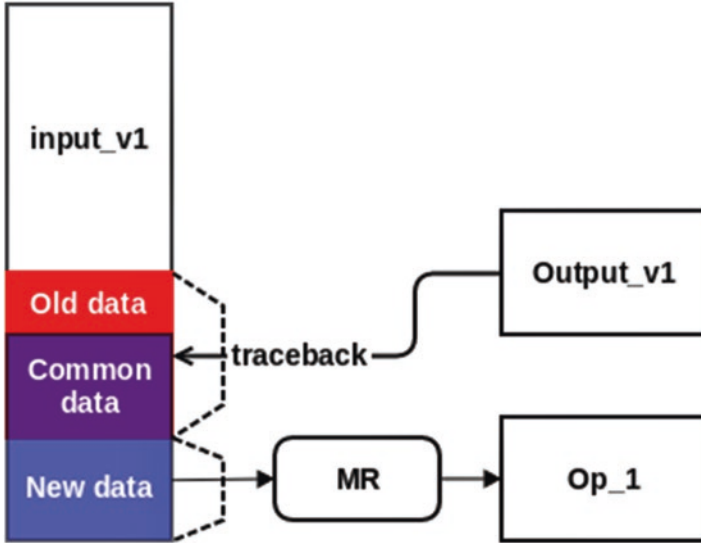 input_v1
Old data
Common
data
New data
traceback
Output_v1
MR
Op_1